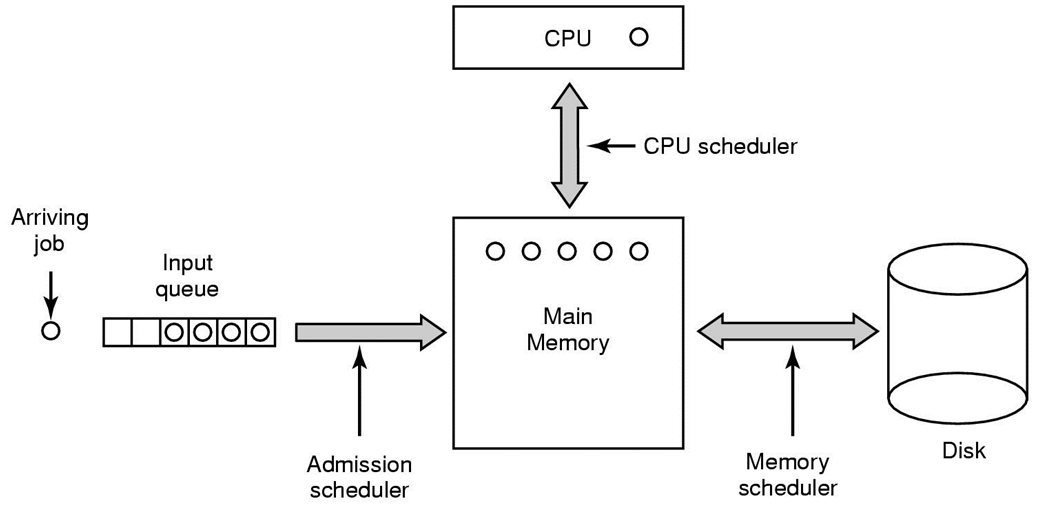 CPU
CPU scheduler
Arriving
job
Input
queue
Main
Memory
Admission
scheduler
Memory
scheduler
Disk